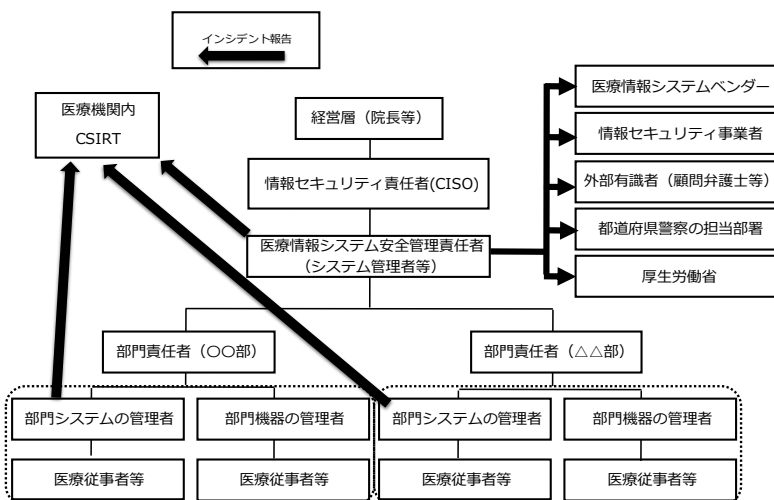 インシデント報告
医療機関内
CSIRT
経営層（院長等）
情報セキュリティ責任者(CISO)
医療情報システム安全管理責任者
（システム管理者等）
医療情報システムベンダー
情報セキュリティ事業者
外部有識者（顧問弁護士等）
都道府県警察の担当部署
厚生労働省
部門責任者（〇〇部）
部門責任者（△△部）
部門システムの管理者
部門機器の管理者
部門システムの管理者
部門機器の管理者
医療従事者等
医療従事者等
医療従事者等
医療従事者等